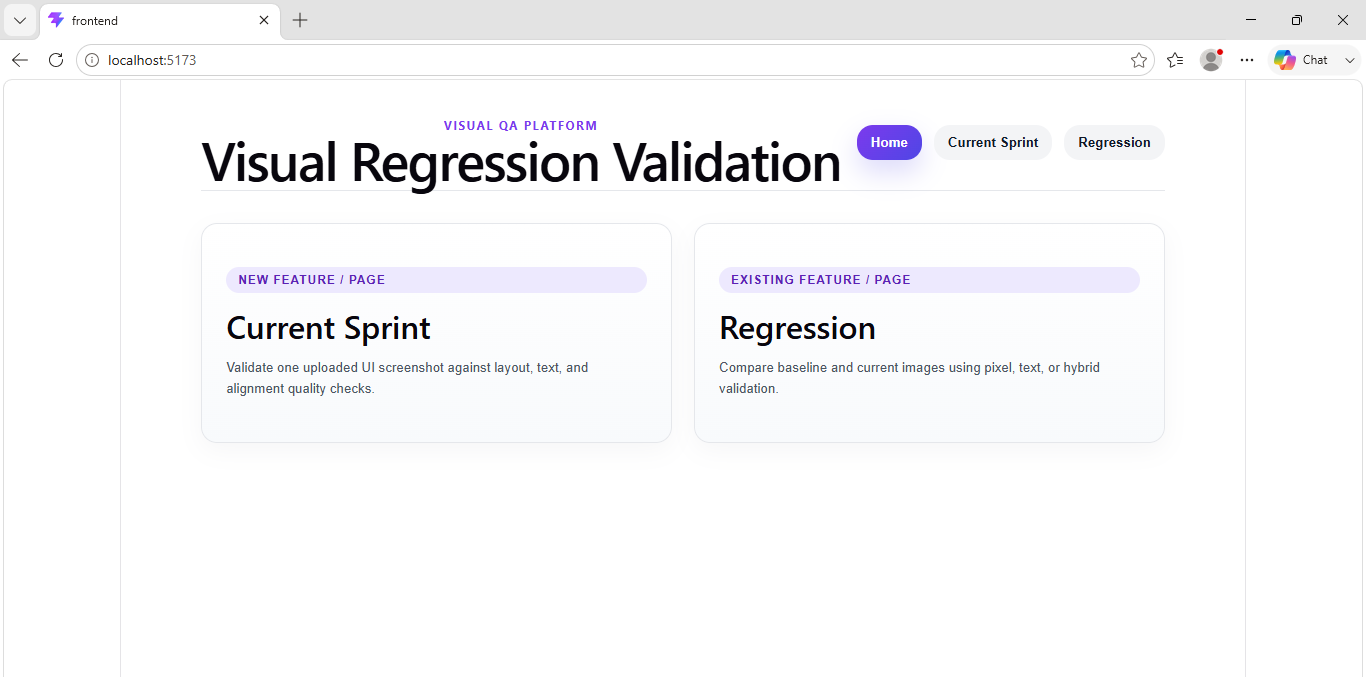 frontend
localhost:5173
Chat
VISUAL QA PLATFORM
Visual Regression Validation
Home
Current Sprint
Regression
NEW FEATURE / PAGE
Current Sprint
Validate one uploaded UI screenshot against layout, text, and
alignment quality checks.
EXISTING FEATURE / PAGE
Regression
Compare baseline and current images using pixel, text, or hybrid
validation.